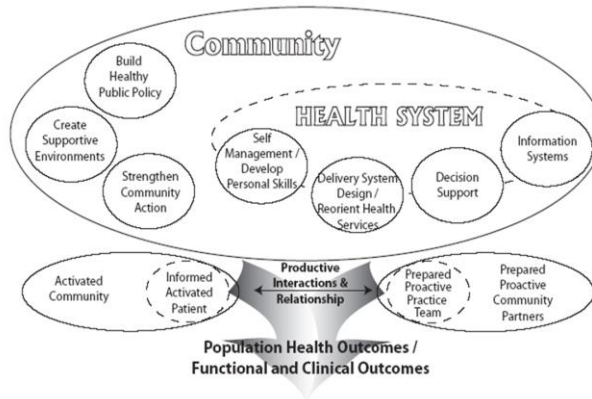 Community
Build
Healthy
Public Policy
HEALTH SYSTEM
Create
Supportive
Environments
Self
Management /
Develop
Personal Skills
Information
Systems
Strengthen
Community
Action
Delivery System
Design /
Reorient Health
Services
Decision
Support
Activated
Community
Informed
Activated
Patient
Productive
Interactions &
Relationship
Prepared
Proactive
Practice
Team
Prepared
Proactive
Community
Partners
Population Health Outcomes /
Functional and Clinical Outcomes